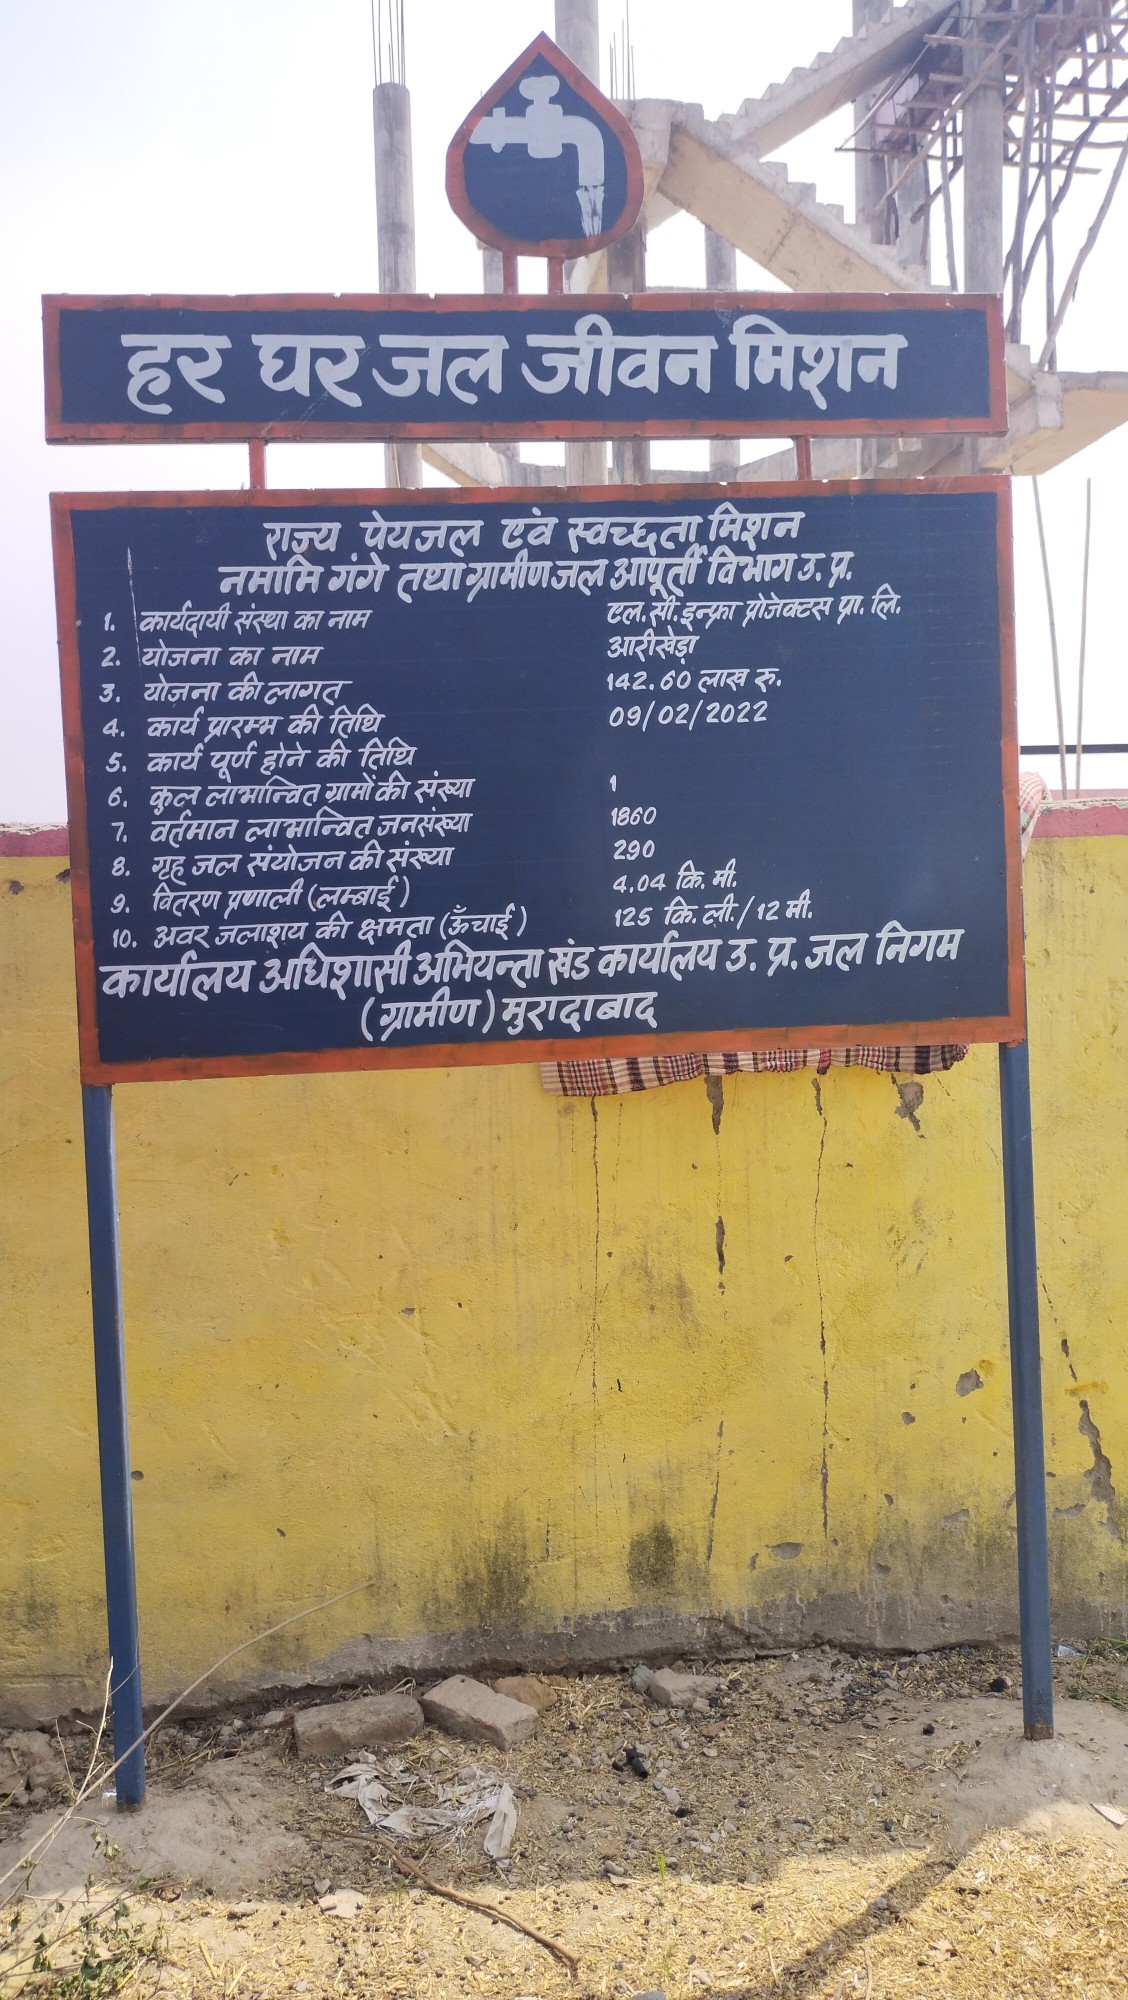 हर घर जल जीवन मिशन
राज्य पेयजल एवं स्वच्छता मिशन
नमामि गंगे तथा ग्रामीण जल आपूर्ती विभाग उ. प्र.
1. कार्यदायी संस्था का नाम एल. सी. इन्फ्रा प्रोजेक्टस प्रा. लि.
2. योजना का नाम आरीखेड़ा
3. योजना की लागत 142.60 लाख रु.
4. कार्य प्रारम्भ की तिथि 09/02/2022
5. कार्य पूर्ण होने की तिथि
6. कुल लाभान्वित ग्रामों की संख्या 1
7. वर्तमान लाभान्वित जनसंख्या 1860
8. गृह जल संयोजन की संख्या 290
9. वितरण प्रणाली (लम्बाई) 4.04 कि. मी.
10. अवर जलाशय की क्षमता (ऊँचाई) 125 कि. ली. / 12 मी.
कार्यालय अधिशासी अभियन्ता खंड कार्यालय उ. प्र. जल निगम
(ग्रामीण) मुरादाबाद